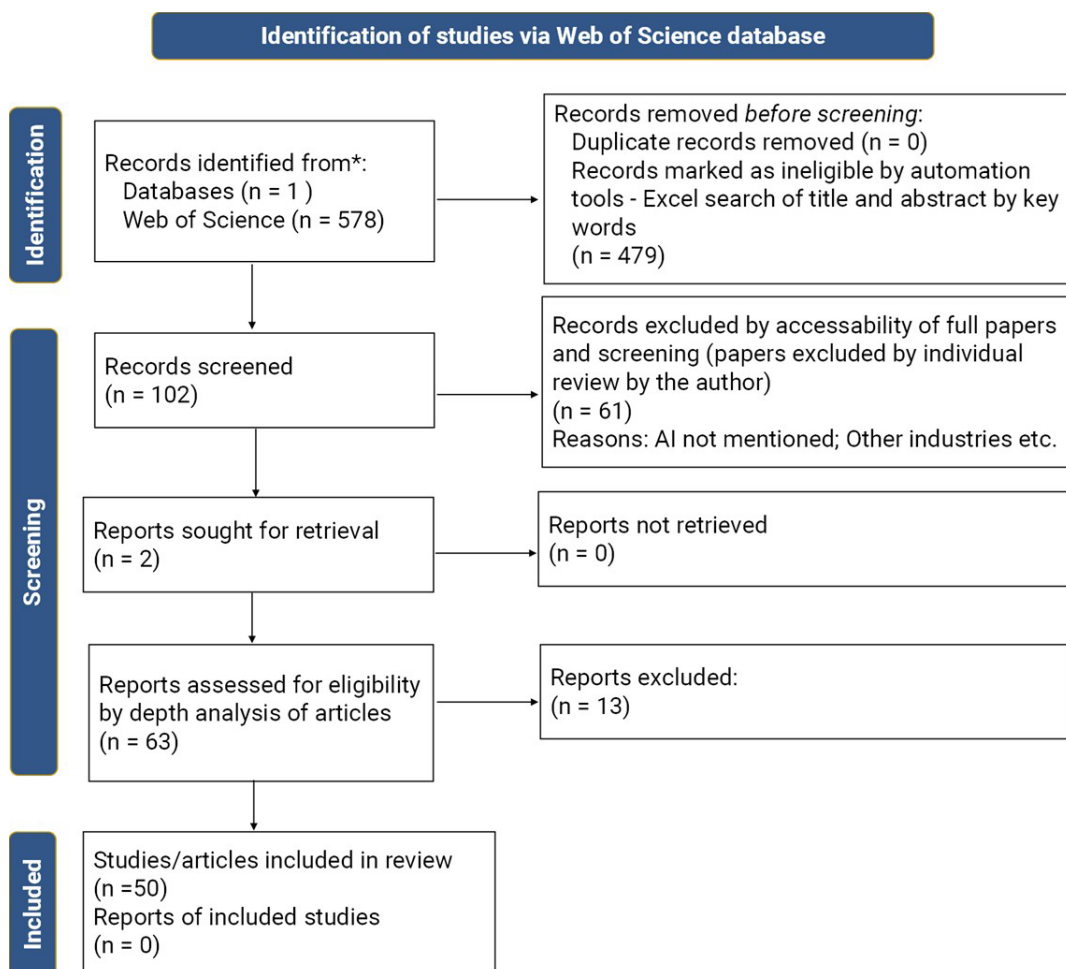 Identification of studies via Web of Science database
Identification
Records identified from*:
Databases (n = 1 )
Web of Science (n = 578)
Records removed before screening:
Duplicate records removed (n = 0)
Records marked as ineligible by automation
tools - Excel search of title and abstract by key
words
(n = 479)
Screening
Records screened
(n = 102)
Records excluded by accessability of full papers
and screening (papers excluded by individual
review by the author)
(n = 61)
Reasons: AI not mentioned; Other industries etc.
Reports sought for retrieval
(n = 2)
Reports not retrieved
(n = 0)
Reports assessed for eligibility
by depth analysis of articles
(n = 63)
Reports excluded:
(n = 13)
Included
Studies/articles included in review
(n =50)
Reports of included studies
(n = 0)